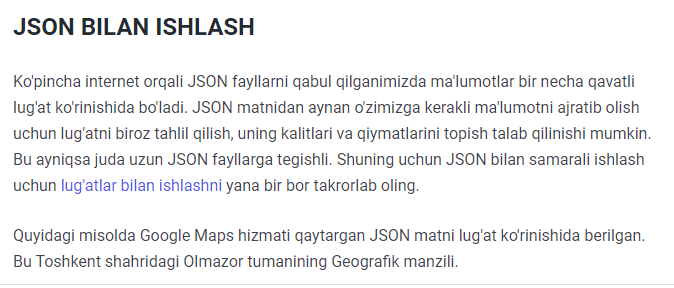 JSON BILAN ISHLASH
Ko'pincha internet orqali JSON fayllarni qabul qilganimizda ma'lumotlar bir necha qavatli
lug'at ko'rinishida bo'ladi. JSON matnidan aynan o'zimizga kerakli ma'lumotni ajratib olish
uchun lug'atni biroz tahlil qilish, uning kalitlari va qiymatlarini topish talab qilinishi mumkin.
Bu ayniqsa juda uzun JSON fayllarga tegishli. Shuning uchun JSON bilan samarali ishlash
uchun lug'atlar bilan ishlashni yana bir bor takrorlab oling.
Quyidagi misolda Google Maps hizmati qaytargan JSON matni lug'at ko'rinishida berilgan.
Bu Toshkent shahridagi Olmazor tumanining Geografik manzili.